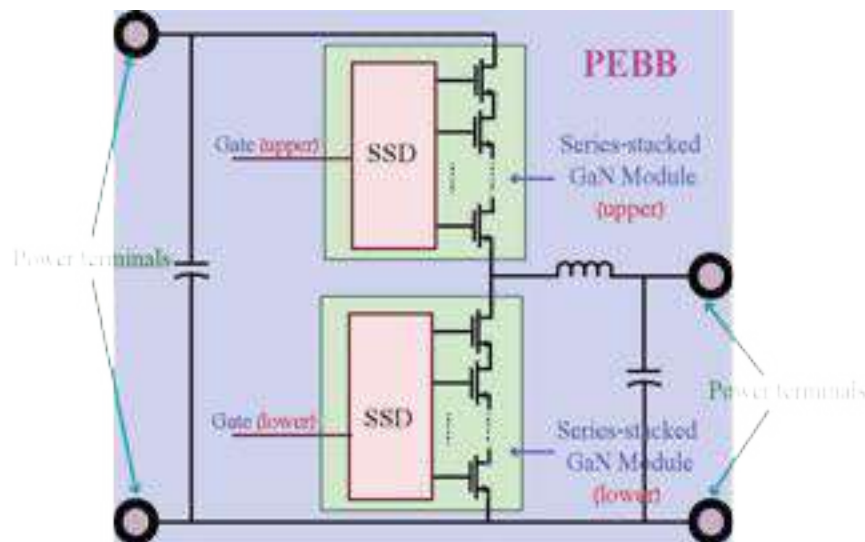 PEBB
Gate (upper)
SSD
Series-stacked
GaN Module
(upper)
Power terminals
Power terminals
Gate (lower)
SSD
Series-stacked
GaN Module
(lower)